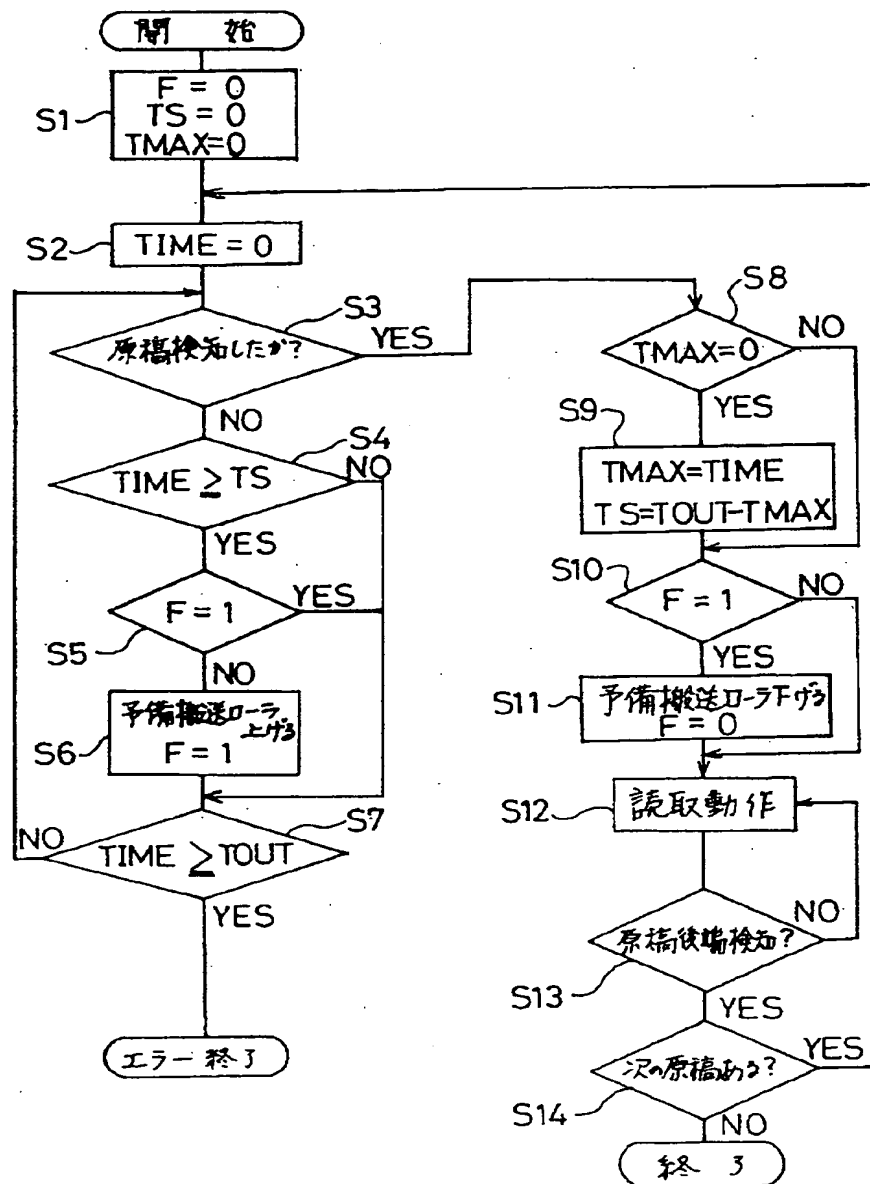 開始
F = 0
TS = 0
TMAX=0
S1
S2
TIME = 0
S3
原稿検知したか?
YES
NO
S4
TIME ≥ TS
NO
YES
F = 1
YES
S5
NO
予備搬送ローラ
上げる
F = 1
S6
S7
NO
TIME ≥ TOUT
YES
エラー終了
S8
TMAX=0
NO
YES
S9
TMAX=TIME
TS=TOUT-TMAX
S10
F = 1
NO
YES
S11
予備搬送ローラ下げる
F = 0
S12
読取動作
原稿後端検知?
NO
S13
YES
次の原稿ある?
YES
S14
NO
終了